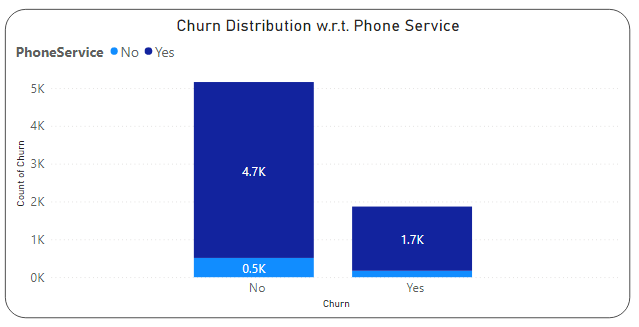 Churn Distribution w.r.t. Phone Service
PhoneService No Yes
5K
4K
3K
2K
1K
0K
Count of Churn
4.7K
0.5K
1.7K
No Yes
Churn